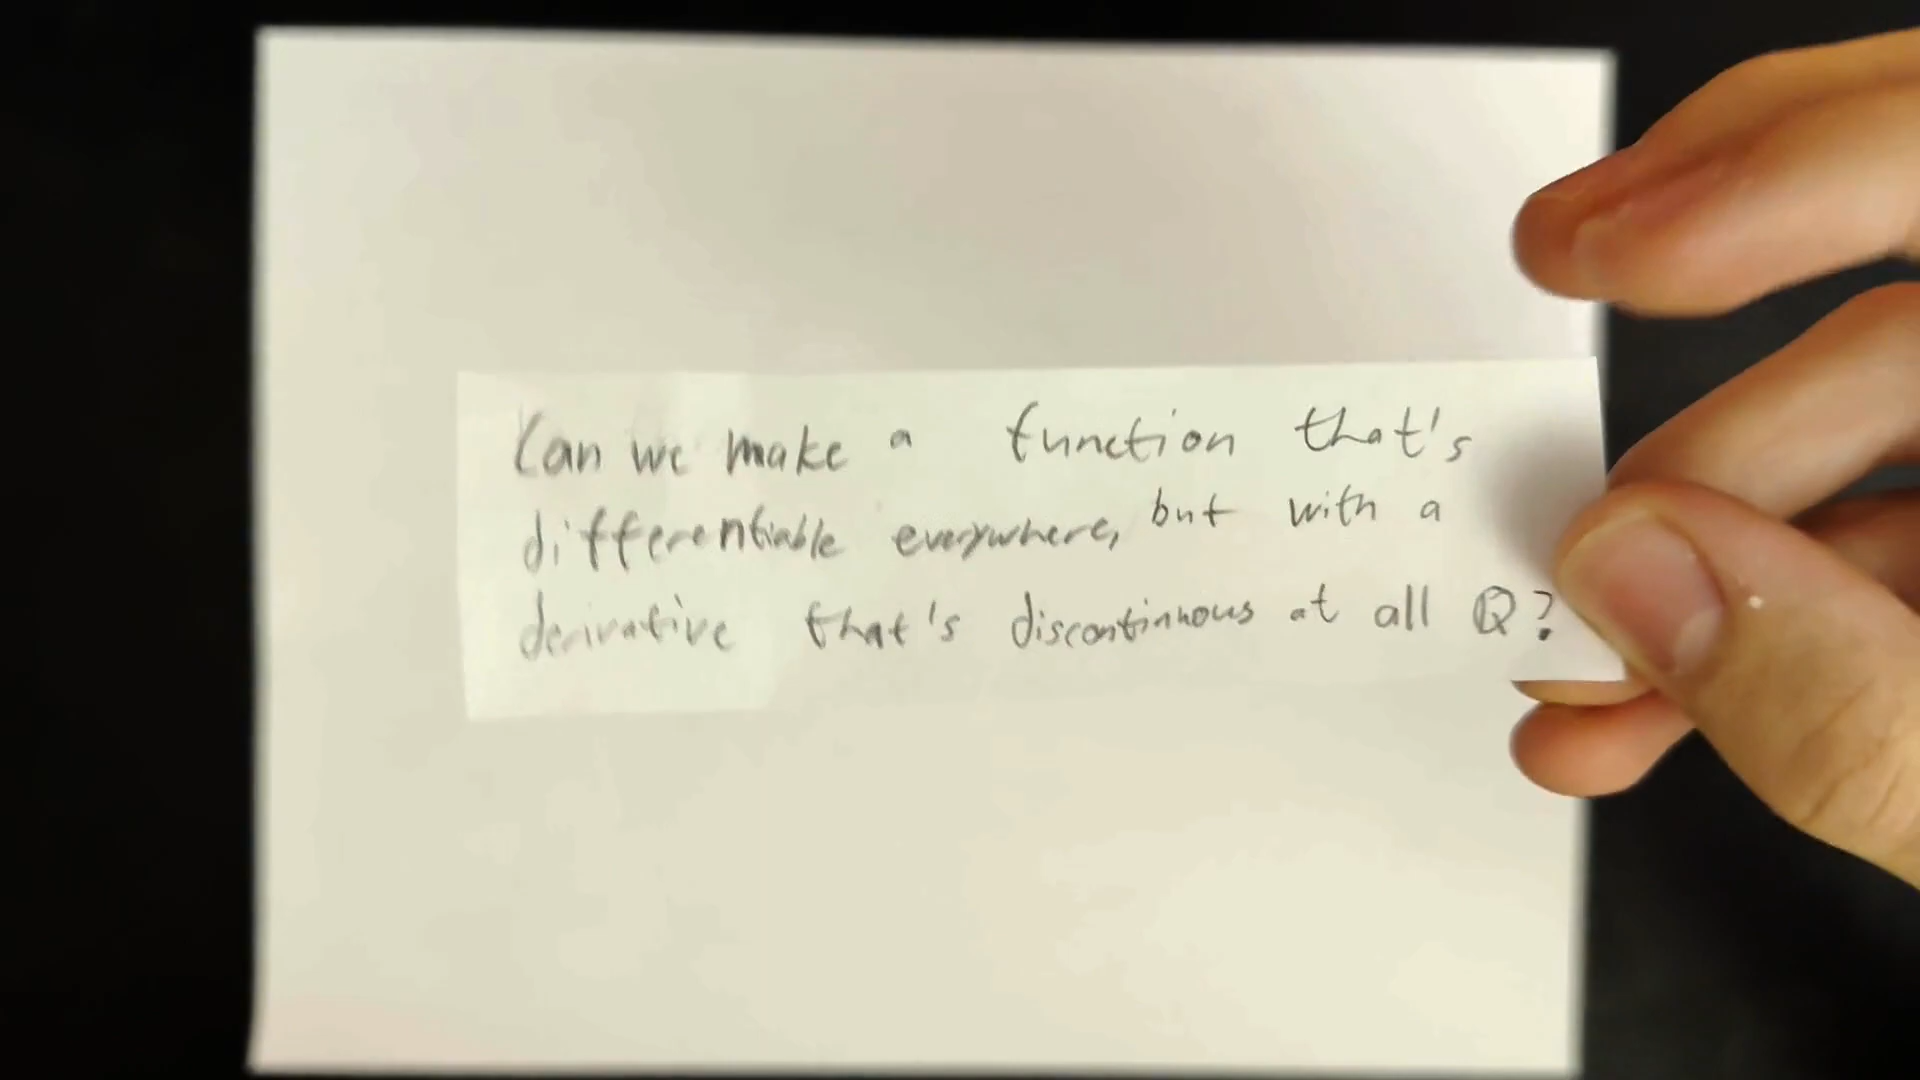 Can we make a function that's
differentiable everywhere, but with a
derivative that's discontinuous at all ℚ?